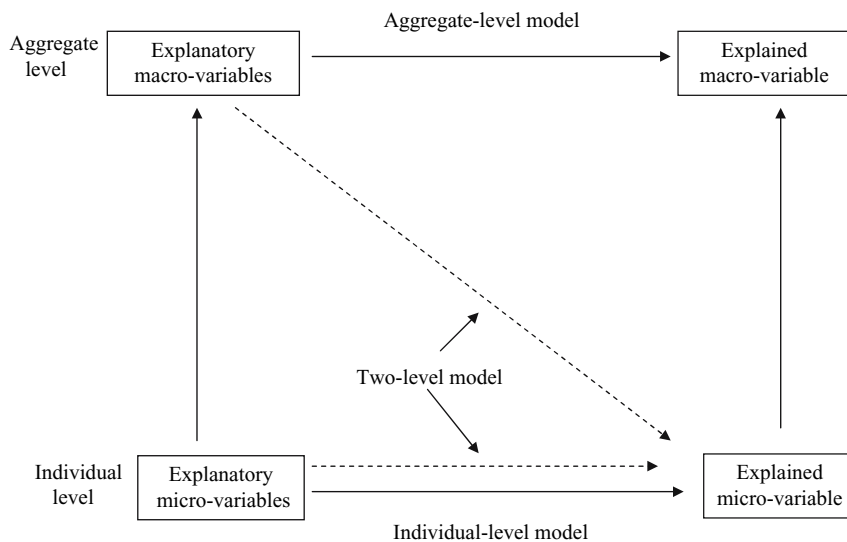 Aggregate-level model
Aggregate
level
Explanatory
macro-variables
Explained
macro-variable
Two-level model
Individual
level
Explanatory
micro-variables
Explained
micro-variable
Individual-level model